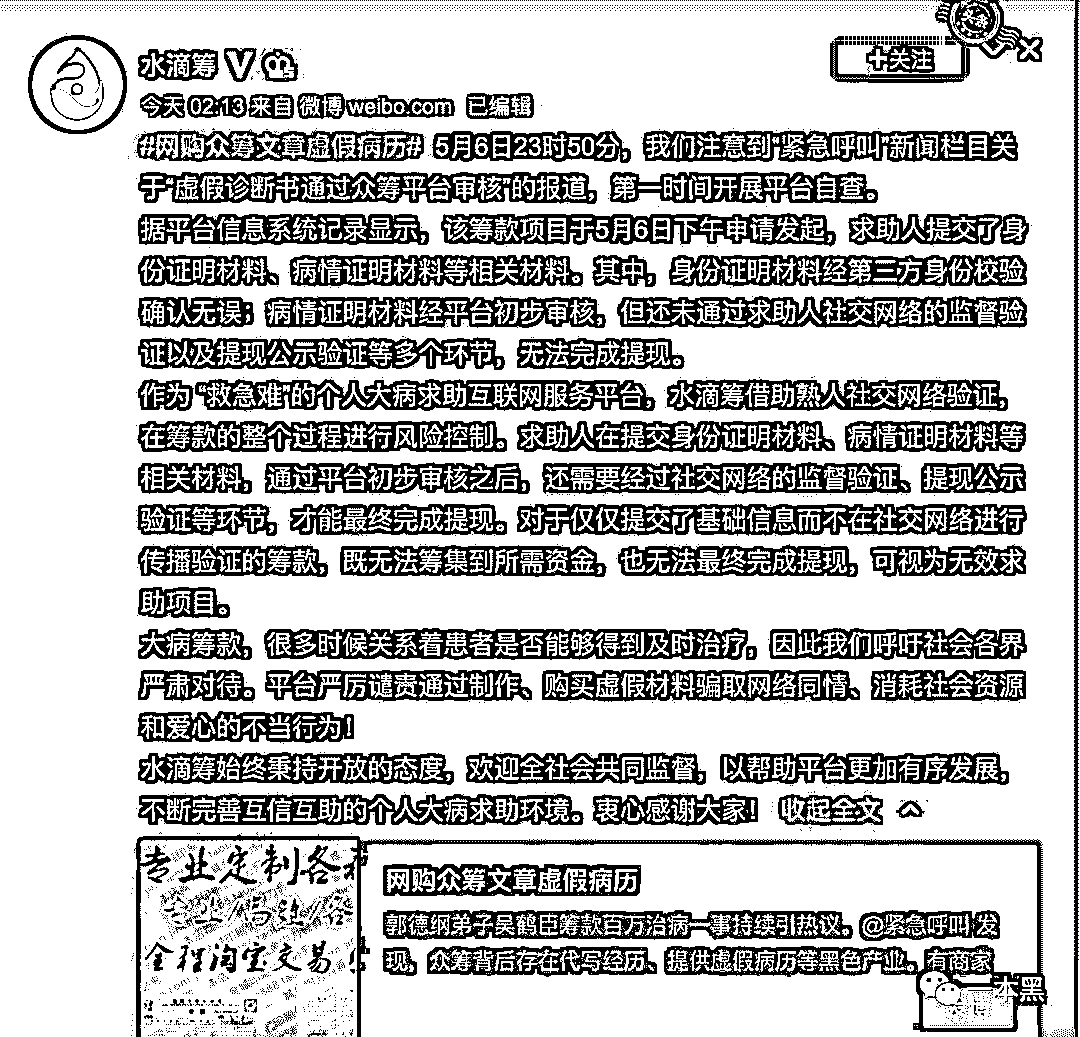 水滴筹
+关注
今天 02:13 来自 微博 weibo.com 已编辑
#网购众筹文章虚假病历# 5月6日23时50分，我们注意到“紧急呼叫”新闻栏目关
于“虚假诊断书通过众筹平台审核”的报道，第一时间开展平台自查。
据平台信息系统记录显示，该筹款项目于5月6日下午申请发起，求助人提交了身
份证明材料、病情证明材料等相关材料。其中，身份证明材料经第三方身份校验
确认无误；病情证明材料经平台初步审核，但还未通过求助人社交网络的监督验
证以及提现公示验证等多个环节，无法完成提现。
作为 “救急难”的个人大病求助互联网服务平台，水滴筹借助熟人社交网络验证，
在筹款的整个过程进行风险控制。求助人在提交身份证明材料、病情证明材料等
相关材料，通过平台初步审核之后，还需要经过社交网络的监督验证、提现公示
验证等环节，才能最终完成提现。对于仅仅提交了基础信息而不在社交网络进行
传播验证的筹款，既无法筹集到所需资金，也无法最终完成提现，可视为无效求
助项目。
大病筹款，很多时候关系着患者是否能够得到及时治疗，因此我们呼吁社会各界
严肃对待。平台严厉谴责通过制作、购买虚假材料骗取网络同情、消耗社会资源
和爱心的不当行为！
水滴筹始终秉持开放的态度，欢迎全社会共同监督，以帮助平台更加有序发展，
不断完善互信互助的个人大病求助环境。衷心感谢大家！ 收起全文
专业定制各
全程淘宝交易
网购众筹文章虚假病历
郭德纲弟子吴鹤臣筹款百万治病一事持续引热议。@紧急呼叫 发
现，众筹背后存在代写经历、提供虚假病历等黑色产业。有商家
本黑